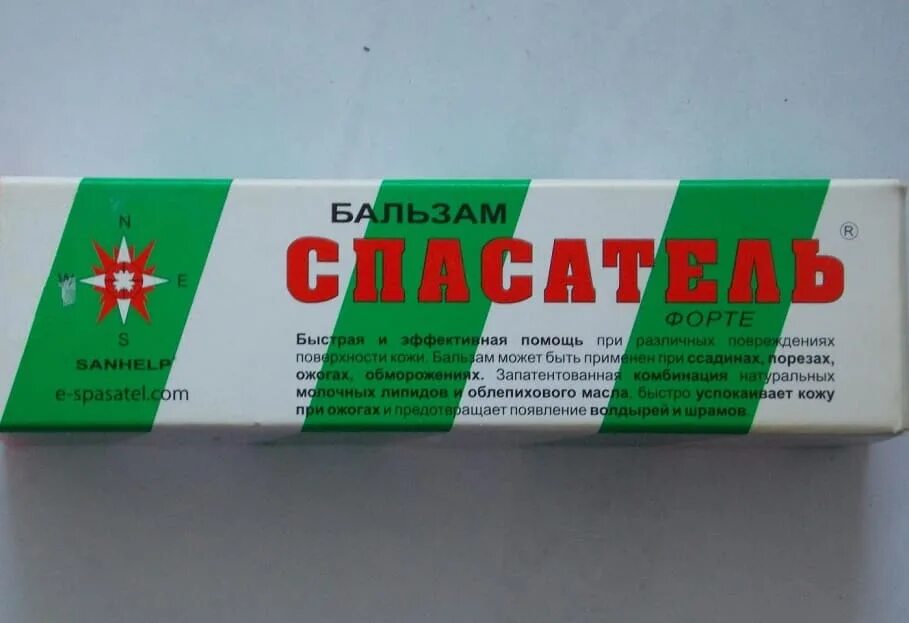 N
W E
S
SANHELP
e-spasatel.com
БАЛЬЗАМ
СПАСАТЕЛЬ ®
ФОРТЕ
Быстрая и эффективная помощь при различных повреждениях
поверхности кожи. Бальзам может быть применен при ссадинах, порезах,
ожогах, обморожениях. Запатентованная комбинация натуральных
молочных липидов и облепихового масла, быстро успокаивает кожу
при ожогах и предотвращает появление волдырей и шрамов.